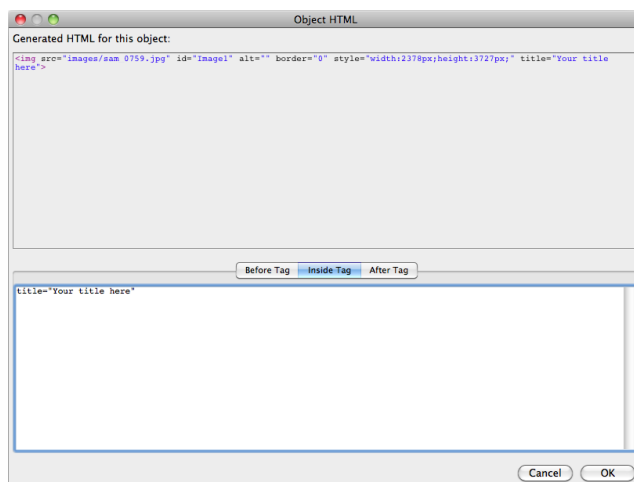 Object HTML
Generated HTML for this object:
<img src="images/sam 0759.jpg" id="Image1" alt="" border="0" style="width:2378px;height:3727px;" title="Your title
here">
Before Tag Inside Tag After Tag
title="Your title here"
Cancel OK